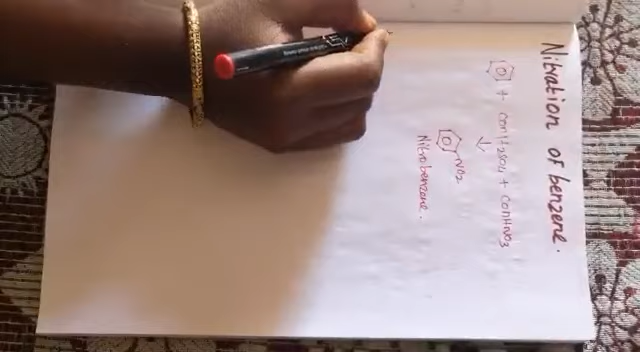 Nitration of benzene.
+ conH2SO4 + conHNO3
↓
NO2
Nitrobenzene.